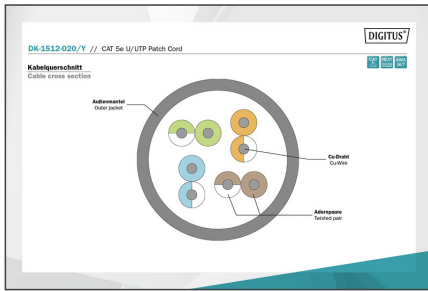 DIGITUS®
DK-1512-020/Y // CAT 5e U/UTP Patch Cord
Kabelquerschnitt
Cable cross section
Außenmantel
Outer jacket
Cu-Draht
Cu-Wire
Adernpaare
Twisted pair